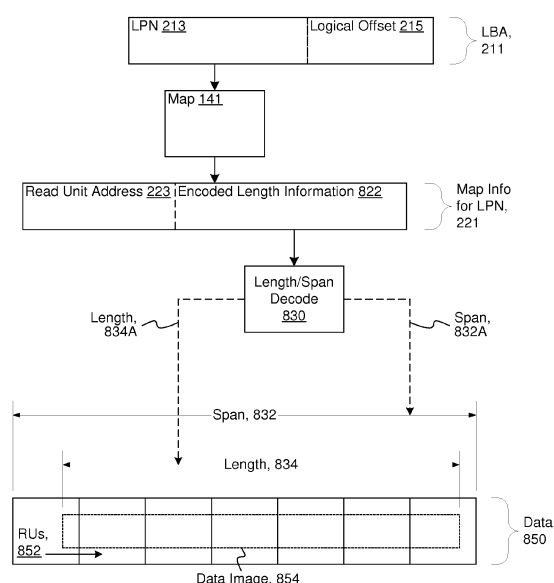 LPN 213
Logical Offset 215
LBA,
211
Map 141
Read Unit Address 223
Encoded Length Information 822
Map Info
for LPN,
221
Length/Span
Decode
830
Length,
834A
Span,
832A
Span, 832
Length, 834
RUs,
852
Data
850
Data Image, 854